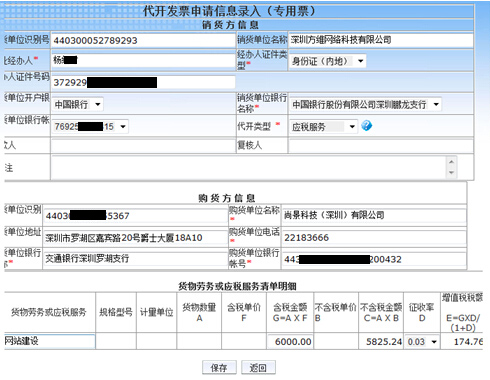 代开发票申请信息录入（专用票）
销 货 方 信 息
货单位识别号 440300052789293 销货单位名称 深圳方维网络科技有限公司
经办人* 杨 经办人证件类型* 身份证（内地）
办人证件号码 372929
货单位开户银 中国银行 销货单位银行名称* 中国银行股份有限公司深圳 支行
货单位银行帐 76925 15 代开类型 * 应税服务
人 复核人
注
购 货 方 信 息
货单位识别 44030 5367 购货单位名称* 尚景科技（深圳）有限公司
货单位地址 深圳市罗湖区嘉宾路20号爵士大厦18A10 购货单位电话* 22183666
货单位银行称* 交通银行深圳罗湖支行 购货单位银行帐号* 443 200432
货物劳务或应税服务清单明细
货物劳务或应税服务 规格型号 计量单位 货物数量 A 含税单价 F 含税金额 G=A X F 不含税单价 B 不含税金额 C=A X B 征收率 D 增值税税额 E=GXD/(1+D)
网站建设 6000.00 5825.24 0.03 174.76
保存 返回